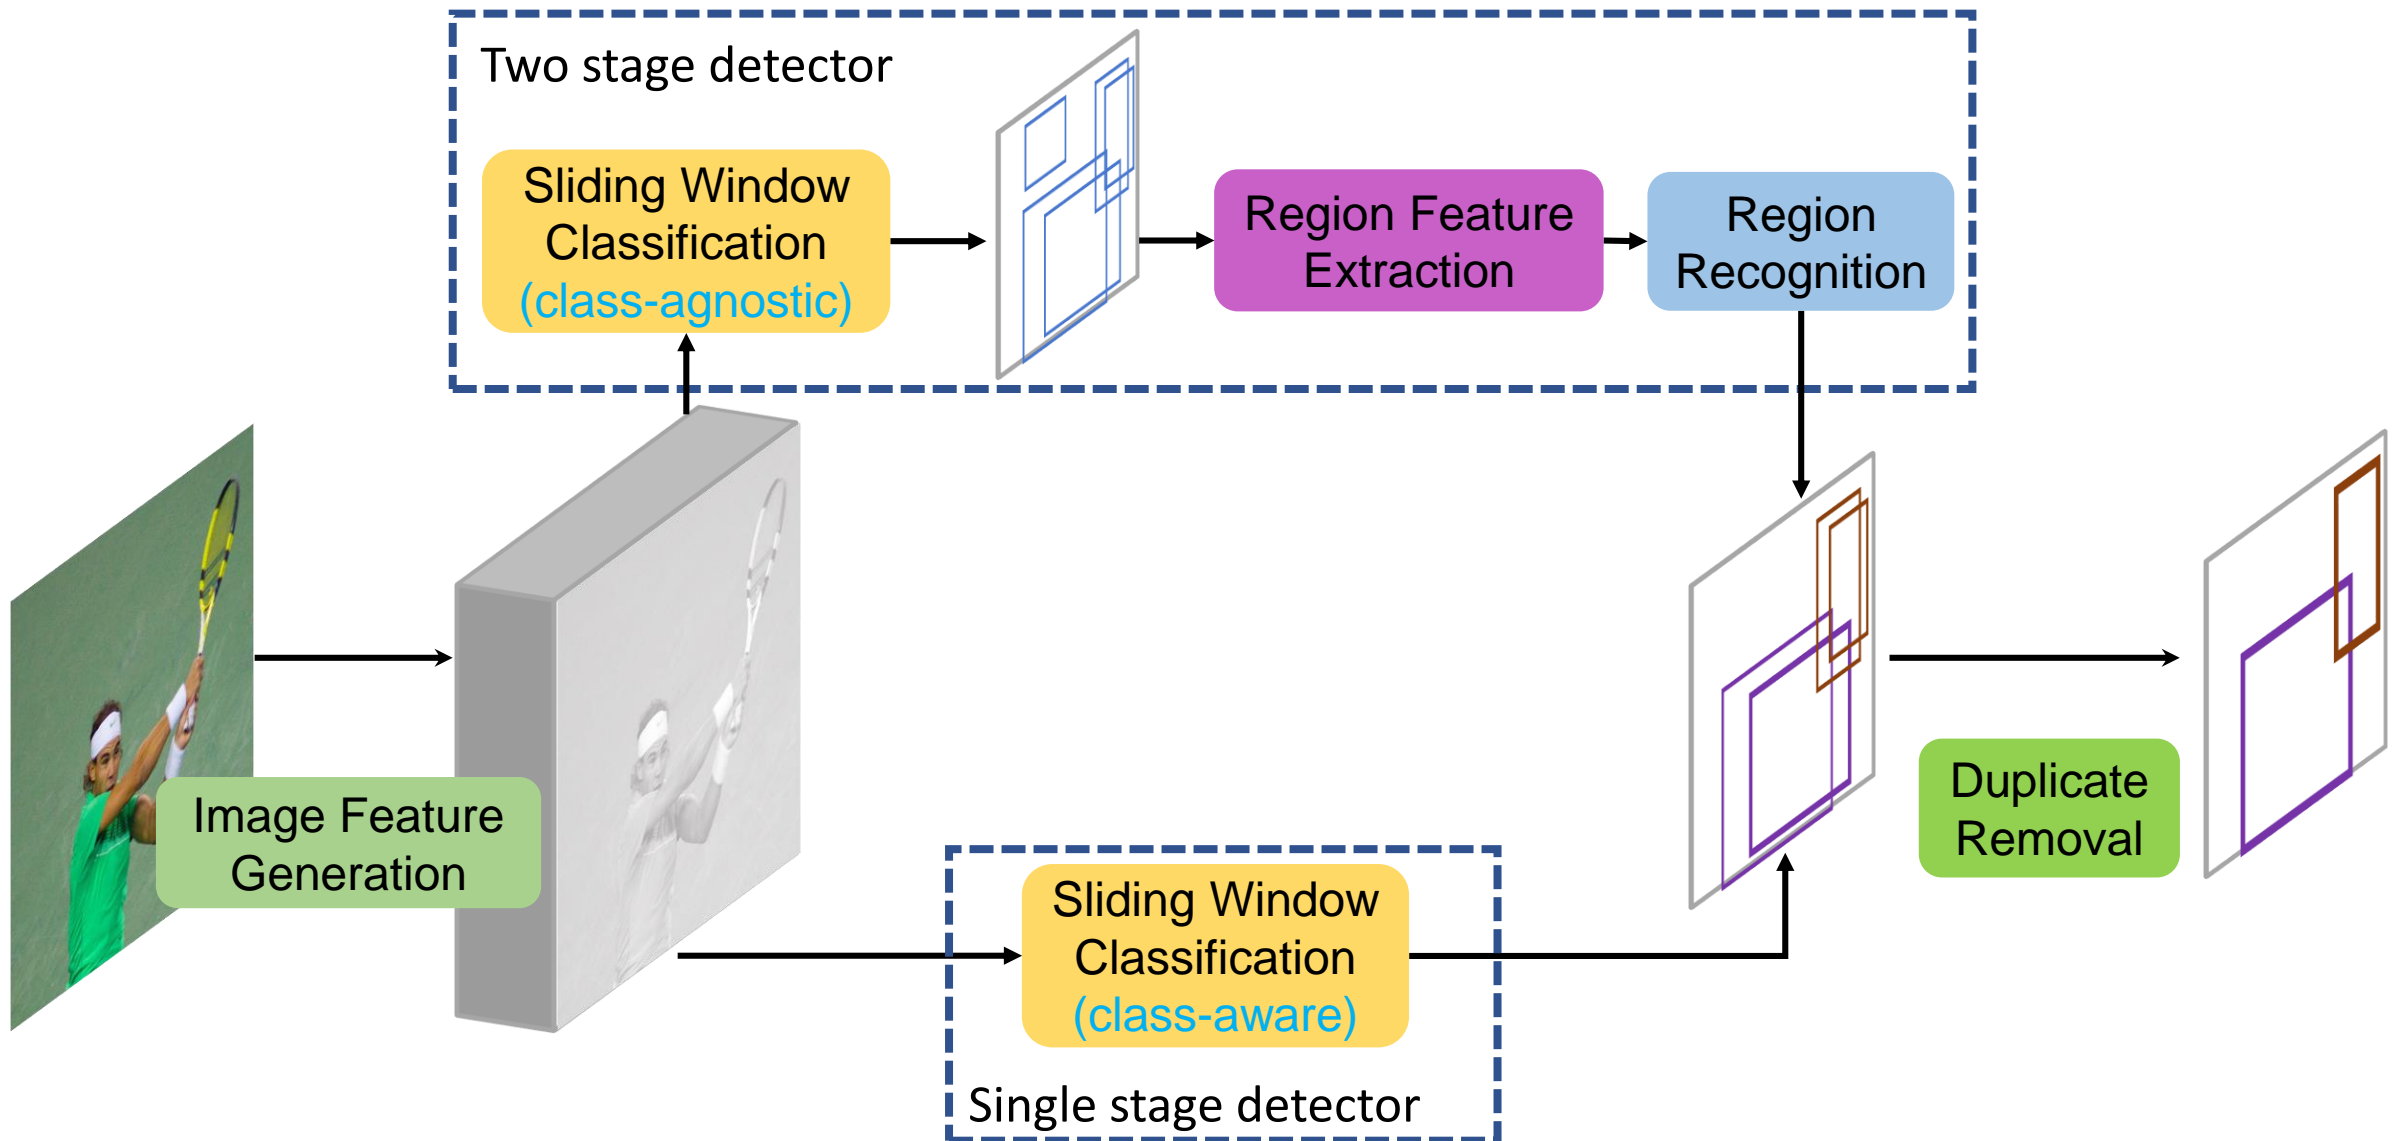 Two stage detector
Sliding Window
Classification
(class-agnostic)
Region Feature
Extraction
Region
Recognition
Image Feature
Generation
Duplicate
Removal
Sliding Window
Classification
(class-aware)
Single stage detector